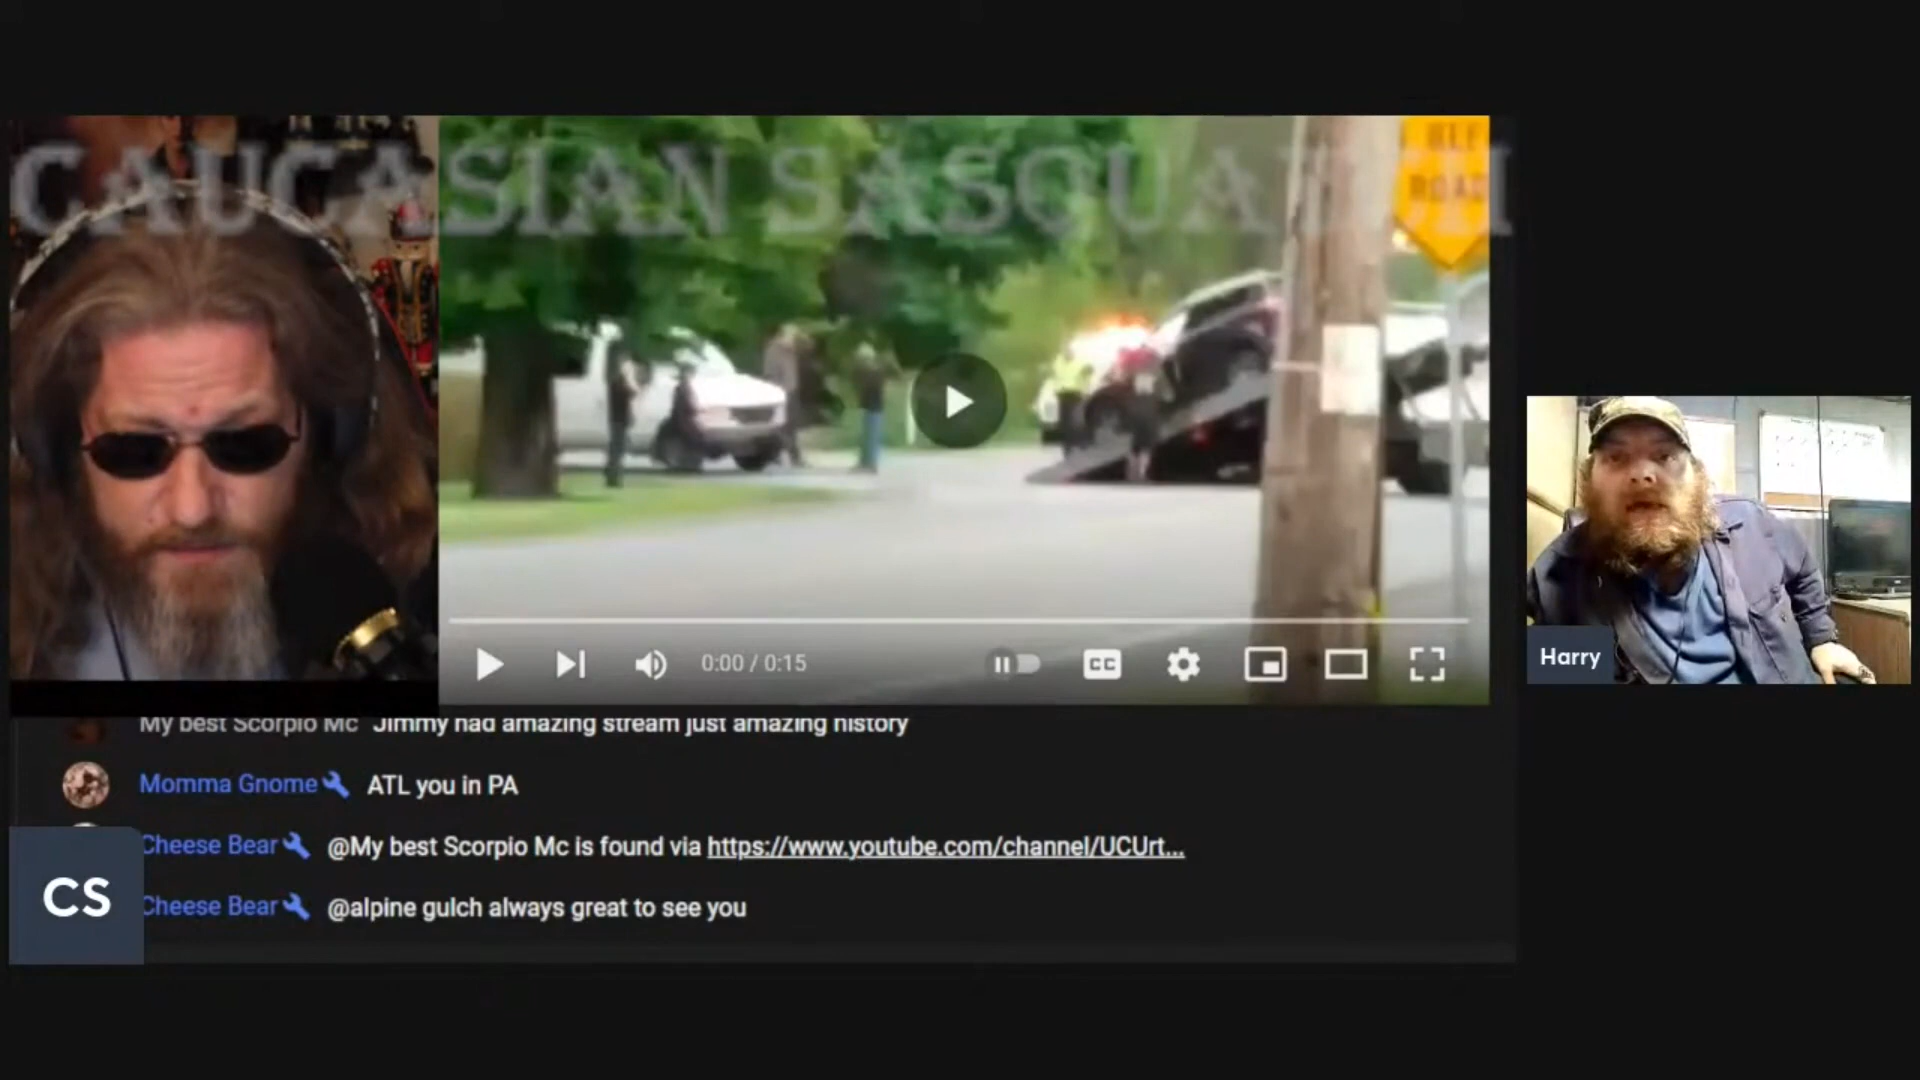 CAUCASIAN SASQUATCH
ROAD
0:00 / 0:15
CC
Harry
My best Scorpio Mc Jimmy had amazing stream just amazing history
Momma Gnome ATL you in PA
Cheese Bear @My best Scorpio Mc is found via https://www.youtube.com/channel/UCUrt...
CS
Cheese Bear @alpine gulch always great to see you